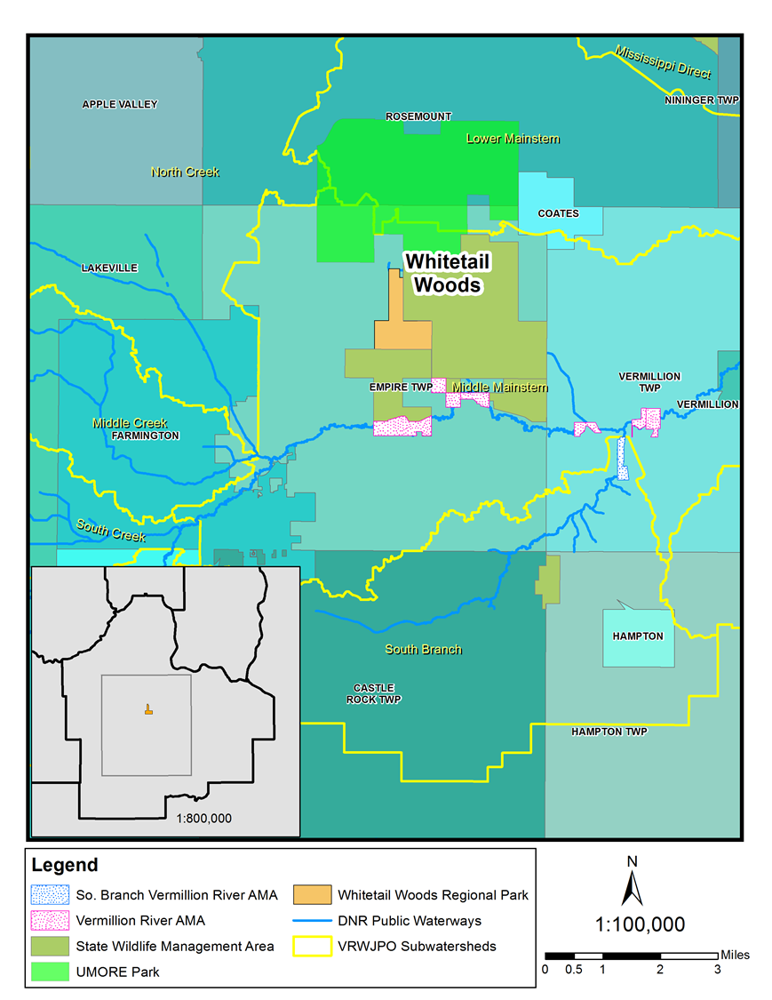 Mississippi Direct
APPLE VALLEY
NININGER TWP
ROSEMOUNT
Lower Mainstem
North Creek
COATES
LAKEVILLE
Whitetail
Woods
VERMILLION
TWP
EMPIRE TWP
Middle Mainstem
VERMILLION
Middle Creek
FARMINGTON
South Creek
HAMPTON
South Branch
CASTLE
ROCK TWP
HAMPTON TWP
1:800,000
Legend
So. Branch Vermillion River AMA
Vermillion River AMA
State Wildlife Management Area
UMORE Park
Whitetail Woods Regional Park
DNR Public Waterways
VRWJPO Subwatersheds
N
1:100,000
Miles
0 0.5 1 2 3